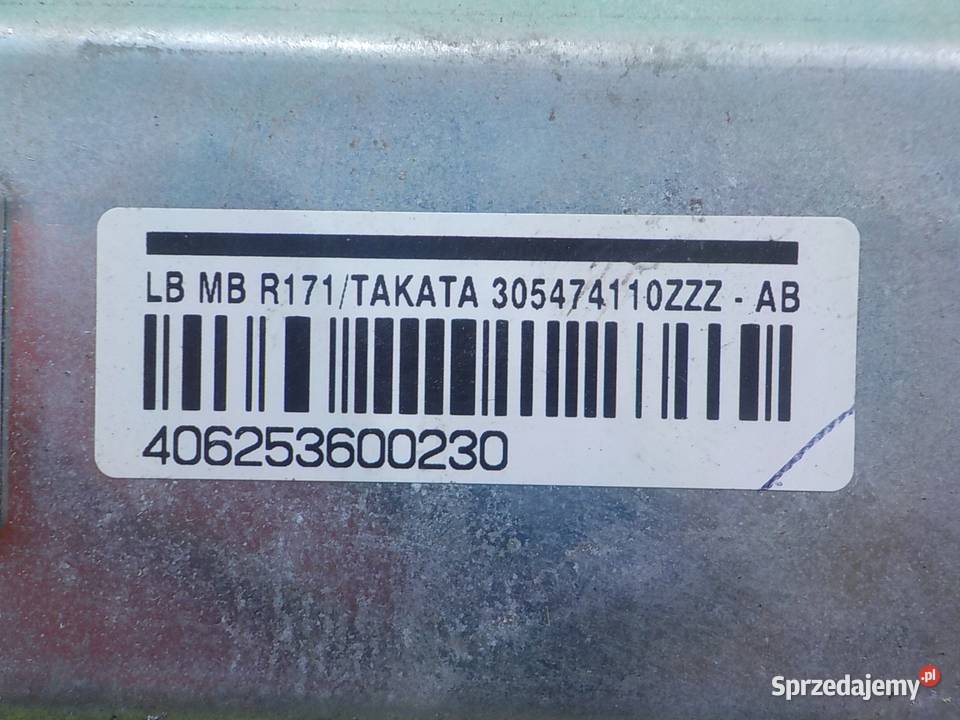 LB MB R171/TAKATA 305474110ZZZ - AB
406253600230
Sprzedajemy.pl